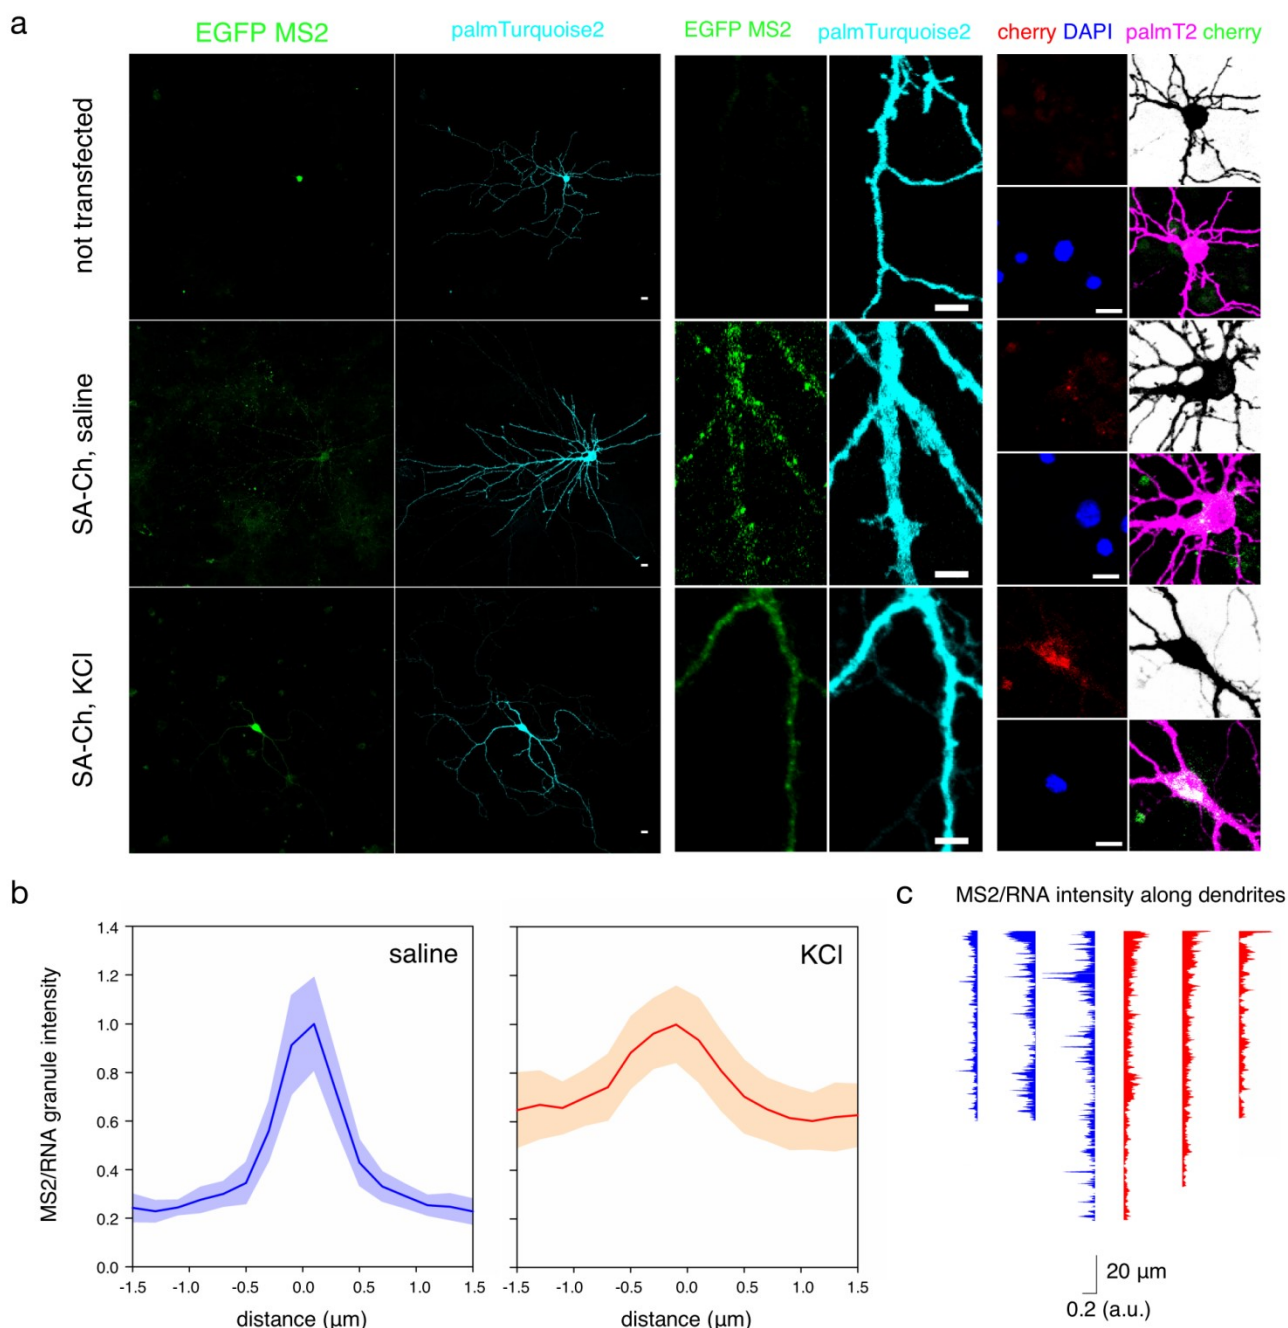 a
EGFP MS2 palmTurquoise2 EGFP MS2 palmTurquoise2 cherry DAPI palmT2 cherry
not transfected
SA-Ch, saline
SA-Ch, KCl
b
MS2/RNA granule intensity
1.4
1.2
1.0
0.8
0.6
0.4
0.2
0.0
saline
-1.5 -1.0 -0.5 0.0 0.5 1.0 1.5
distance (μm)
KCl
-1.5 -1.0 -0.5 0.0 0.5 1.0 1.5
distance (μm)
c
MS2/RNA intensity along dendrites
20 μm
0.2 (a.u.)